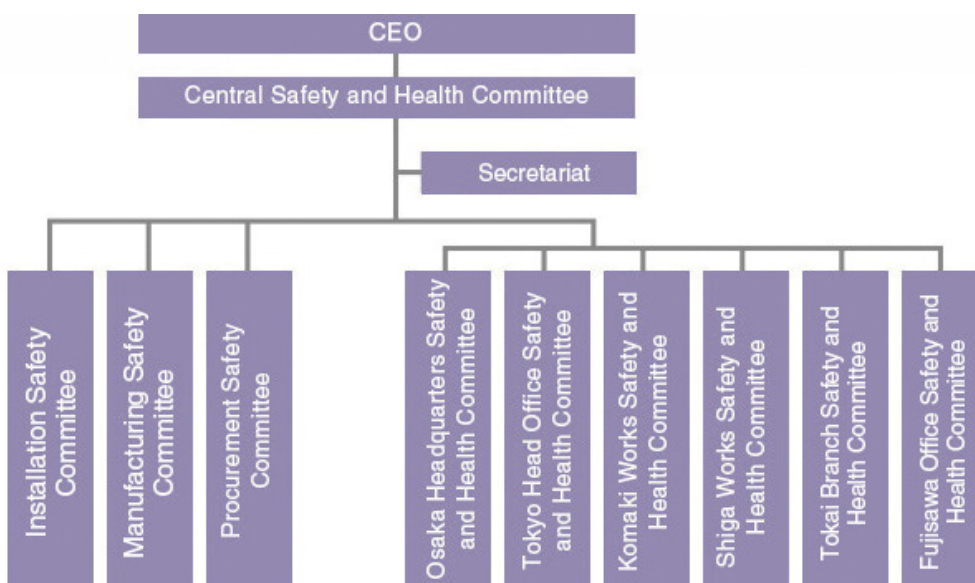 CEO
Central Safety and Health Committee
Secretariat
Installation Safety
Committee
Manufacturing Safety
Committee
Procurement Safety
Committee
Osaka Headquarters Safety
and Health Committee
Tokyo Head Office Safety
and Health Committee
Komaki Works Safety and
Health Committee
Shiga Works Safety and
Health Committee
Tokai Branch Safety and
Health Committee
Fujisawa Office Safety and
Health Committee